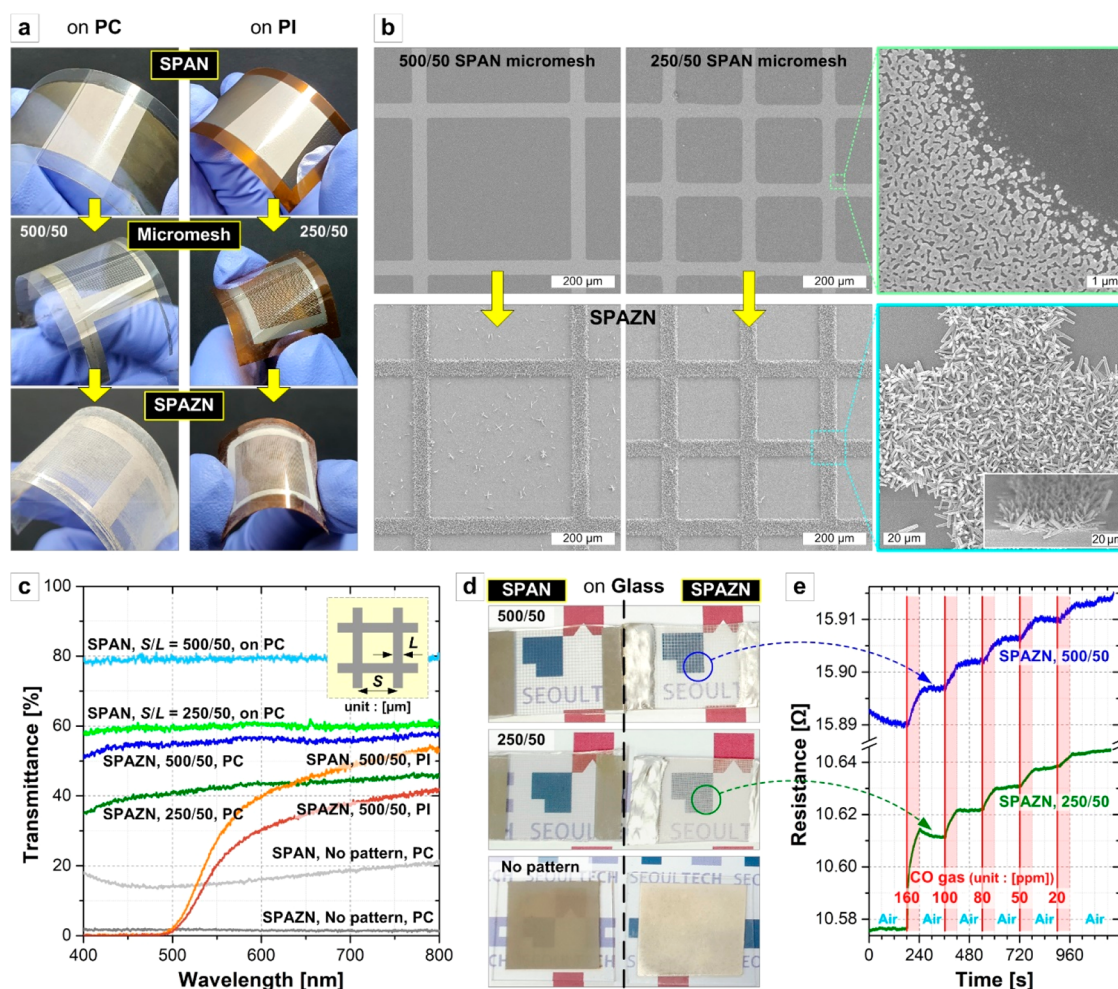 a
on PC
on PI
SPAN
500/50
Micromesh
250/50
SPAZN
b
500/50 SPAN micromesh
250/50 SPAN micromesh
200 µm
200 µm
1 µm
SPAZN
200 µm
200 µm
20 µm
20 µm
c
Transmittance [%]
100
80
60
40
20
0
SPAN, S/L = 500/50, on PC
L
S
unit : [µm]
SPAN, S/L = 250/50, on PC
SPAZN, 500/50, PC
SPAN, 500/50, PI
SPAZN, 250/50, PC
SPAZN, 500/50, PI
SPAN, No pattern, PC
SPAZN, No pattern, PC
400
500
600
700
800
Wavelength [nm]
d
SPAN
on Glass
SPAZN
500/50
SEOULTECH
250/50
SEOULTECH
No pattern
SEOULTECH
SEO
CH
SEO
e
Resistance [Ω]
15.91
15.90
15.89
10.64
10.62
10.60
10.58
SPAZN, 500/50
SPAZN, 250/50
CO gas (unit : [ppm])
160
100
80
50
20
Air
Air
Air
Air
Air
Air
0
240
480
720
960
Time [s]